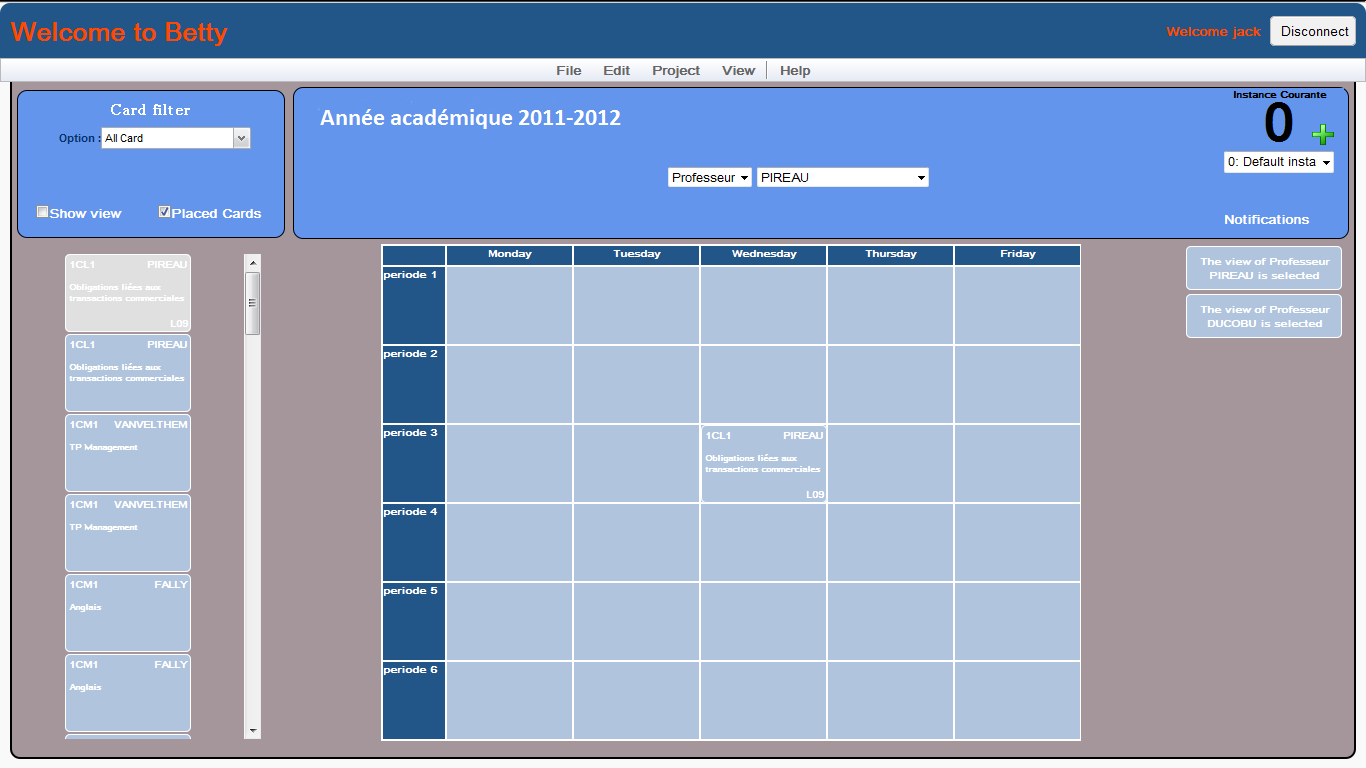 Welcome to Betty
Welcome jack
Disconnect
File Edit Project View Help
Card filter
Option : All Card
Show view
Placed Cards
Année académique 2011-2012
Professeur
PIREAU
Instance Courante
0
0: Default insta
Notifications
1CL1 PIREAU
Obligations liées aux
transactions commerciales
L09
1CL1 PIREAU
Obligations liées aux
transactions commerciales
1CM1 VANVELTHEM
TP Management
1CM1 VANVELTHEM
TP Management
1CM1 FALLY
Anglais
1CM1 FALLY
Anglais
Monday Tuesday Wednesday Thursday Friday
periode 1
periode 2
periode 3
1CL1 PIREAU
Obligations liées aux
transactions commerciales
L09
periode 4
periode 5
periode 6
The view of Professeur
PIREAU is selected
The view of Professeur
DUCOBU is selected